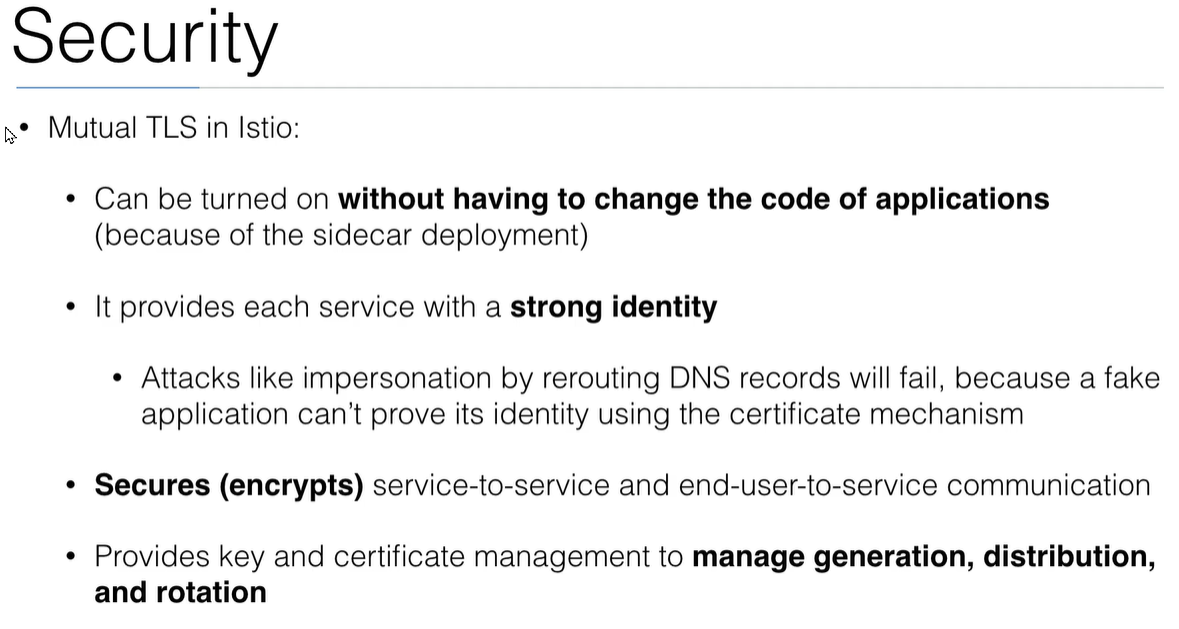 Security
• Mutual TLS in Istio:
• Can be turned on without having to change the code of applications
(because of the sidecar deployment)
• It provides each service with a strong identity
• Attacks like impersonation by rerouting DNS records will fail, because a fake
application can’t prove its identity using the certificate mechanism
• Secures (encrypts) service-to-service and end-user-to-service communication
• Provides key and certificate management to manage generation, distribution,
and rotation